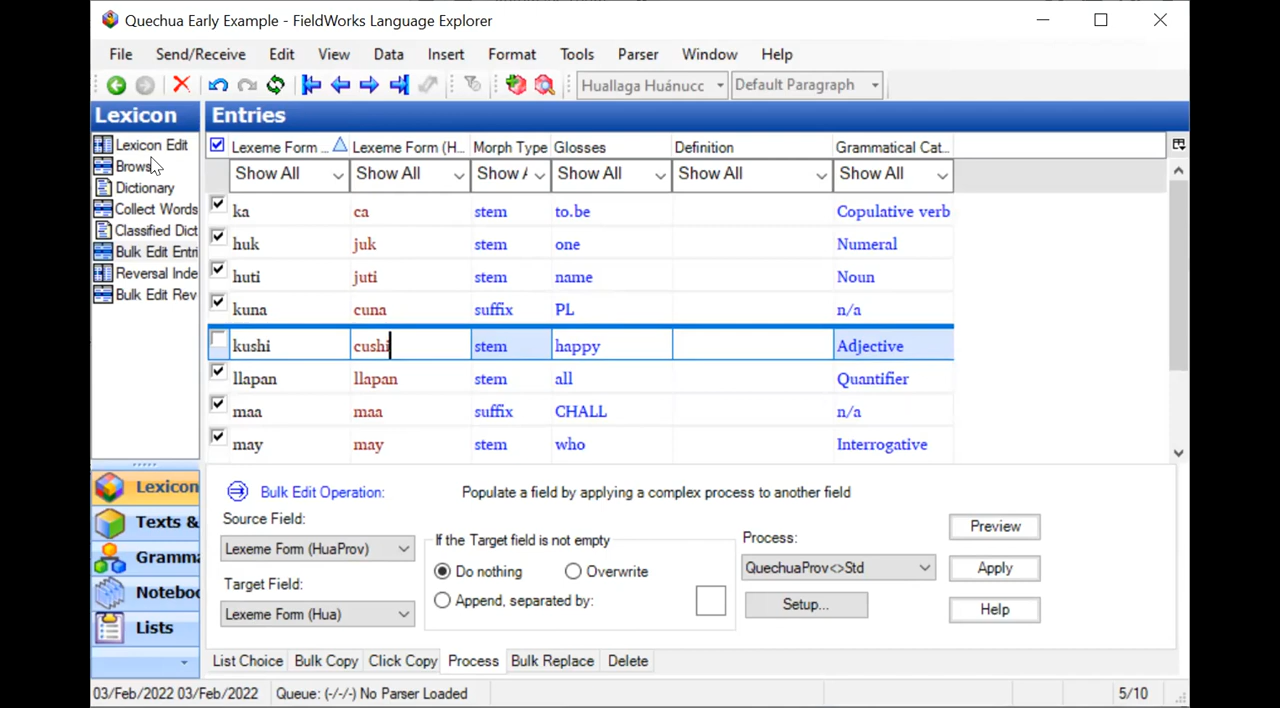 Quechua Early Example - FieldWorks Language Explorer
File Send/Receive Edit View Data Insert Format Tools Parser Window Help
Huallaga Huánucc Default Paragraph
Lexicon
Lexicon Edit
Brows
Dictionary
Collect Words
Classified Dict
Bulk Edit Entri
Reversal Inde
Bulk Edit Rev
Lexicon
Texts &
Gramma
Notebo
Lists
Entries
Lexeme Form ... Lexeme Form (H... Morph Type Glosses Definition Grammatical Cat...
Show All Show All Show A Show All Show All Show All
ka ca stem to.be Copulative verb
huk juk stem one Numeral
huti juti stem name Noun
kuna cuna suffix PL n/a
kushi cushi stem happy Adjective
llapan llapan stem all Quantifier
maa maa suffix CHALL n/a
may may stem who Interrogative
Bulk Edit Operation: Populate a field by applying a complex process to another field
Source Field:
Lexeme Form (HuaProv)
Target Field:
Lexeme Form (Hua)
If the Target field is not empty
Do nothing Overwrite
Append, separated by:
Process:
QuechuaProv<>Std
Setup...
Preview
Apply
Help
List Choice Bulk Copy Click Copy Process Bulk Replace Delete
03/Feb/2022 03/Feb/2022 Queue: (-/-/-) No Parser Loaded 5/10